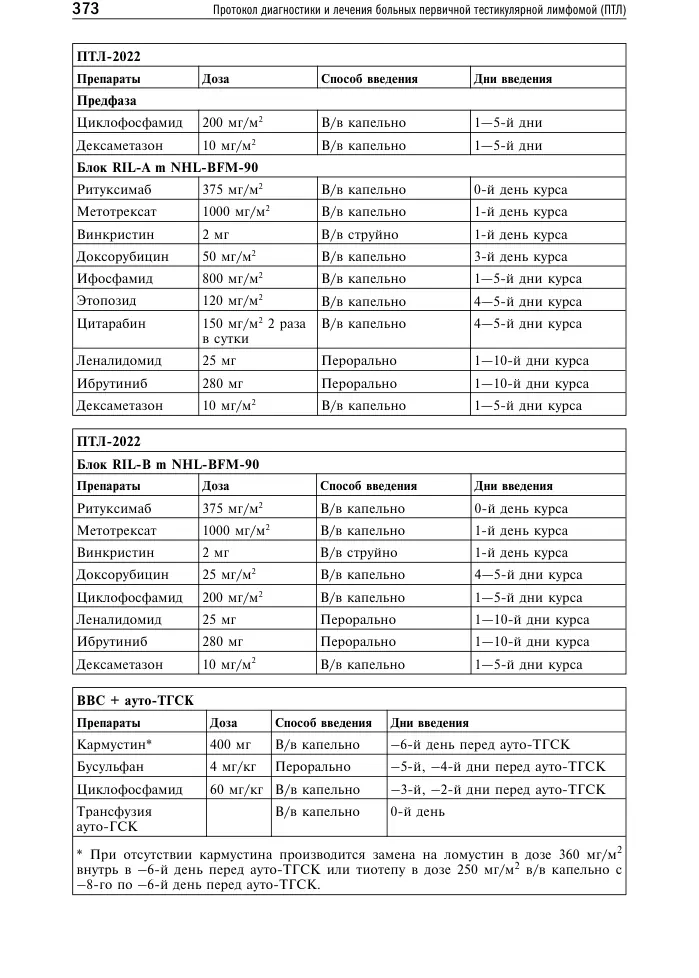 373 Протокол диагностики и лечения больных первичной тестикулярной лимфомой (ПТЛ)
ПТЛ-2022
Препараты Доза Способ введения Дни введения
Предфаза
Циклофосфамид 200 мг/м² В/в капельно 1—5-й дни
Дексаметазон 10 мг/м² В/в капельно 1—5-й дни
Блок RIL-A m NHL-BFM-90
Ритуксимаб 375 мг/м² В/в капельно 0-й день курса
Метотрексат 1000 мг/м² В/в капельно 1-й день курса
Винкристин 2 мг В/в струйно 1-й день курса
Доксорубицин 50 мг/м² В/в капельно 3-й день курса
Ифосфамид 800 мг/м² В/в капельно 1—5-й дни курса
Этопозид 120 мг/м² В/в капельно 4—5-й дни курса
Цитарабин 150 мг/м² 2 раза В/в капельно 4—5-й дни курса
в сутки
Леналидомид 25 мг Перорально 1—10-й дни курса
Ибрутиниб 280 мг Перорально 1—10-й дни курса
Дексаметазон 10 мг/м² В/в капельно 1—5-й дни курса
ПТЛ-2022
Блок RIL-B m NHL-BFM-90
Препараты Доза Способ введения Дни введения
Ритуксимаб 375 мг/м² В/в капельно 0-й день курса
Метотрексат 1000 мг/м² В/в капельно 1-й день курса
Винкристин 2 мг В/в струйно 1-й день курса
Доксорубицин 25 мг/м² В/в капельно 4—5-й дни курса
Циклофосфамид 200 мг/м² В/в капельно 1—5-й дни курса
Леналидомид 25 мг Перорально 1—10-й дни курса
Ибрутиниб 280 мг Перорально 1—10-й дни курса
Дексаметазон 10 мг/м² В/в капельно 1—5-й дни курса
BBC + ауто-ТГСК
Препараты Доза Способ введения Дни введения
Кармустин* 400 мг В/в капельно −6-й день перед ауто-ТГСК
Бусульфан 4 мг/кг Перорально −5-й, −4-й дни перед ауто-ТГСК
Циклофосфамид 60 мг/кг В/в капельно −3-й, −2-й дни перед ауто-ТГСК
Трансфузия В/в капельно 0-й день
ауто-ГСК
* При отсутствии кармустина производится замена на ломустин в дозе 360 мг/м²
внутрь в −6-й день перед ауто-ТГСК или тиотепу в дозе 250 мг/м² в/в капельно с
−8-го по −6-й день перед ауто-ТГСК.